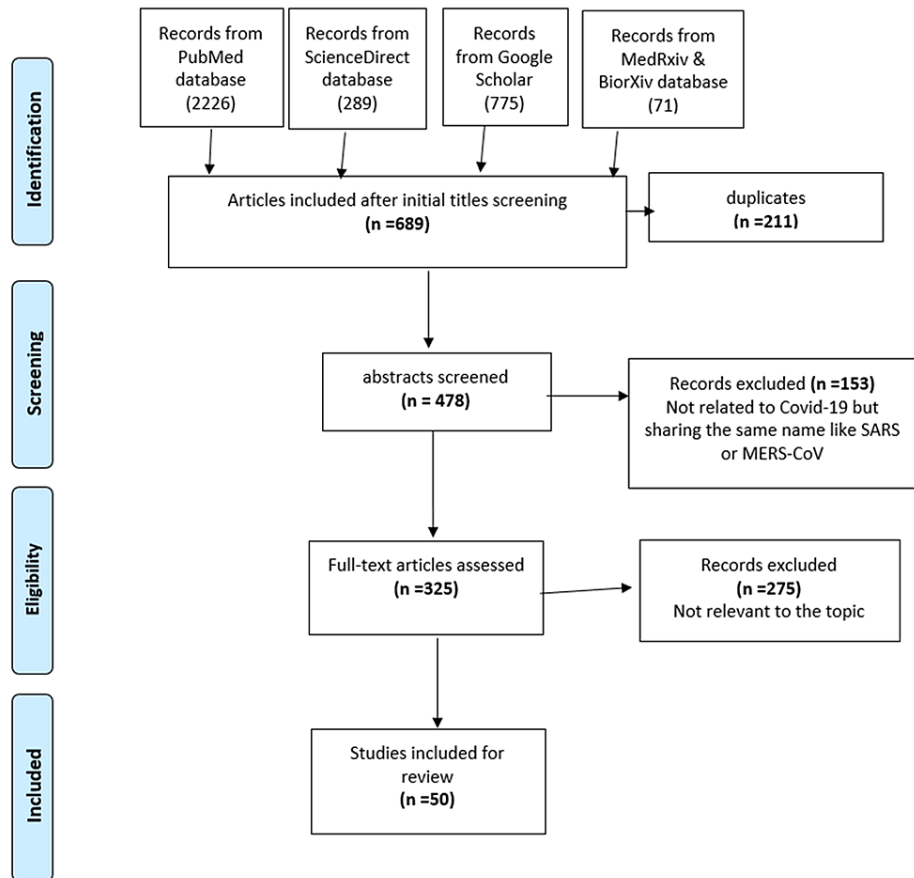 Identification
Records from
PubMed
database
(2226)
Records from
ScienceDirect
database
(289)
Records
from Google
Scholar
(775)
Records from
MedRxiv &
BiorXiv database
(71)
Articles included after initial titles screening
(n =689)
duplicates
(n =211)
Screening
abstracts screened
(n = 478)
Records excluded (n =153)
Not related to Covid-19 but
sharing the same name like SARS
or MERS-CoV
Eligibility
Full-text articles assessed
(n =325)
Records excluded
(n =275)
Not relevant to the topic
Included
Studies included for
review
(n =50)